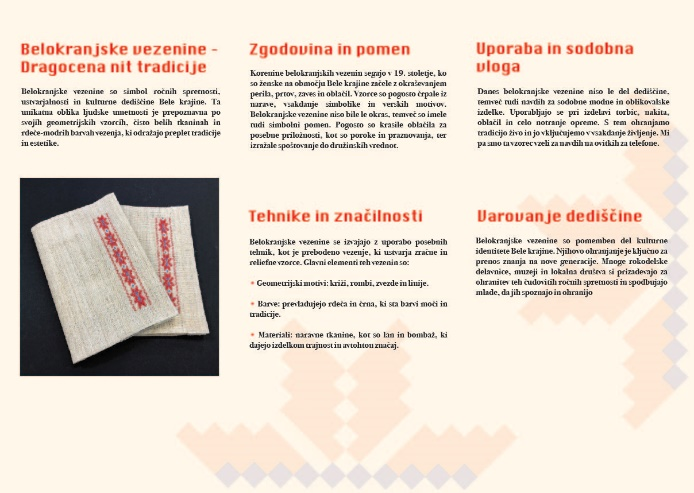 Belokranjske vezenine -
Dragocena nit tradicije
Belokranjske vezenine so simbol ročnih spretnosti,
ustvarjalnosti in kulturne dediščine Bele krajine. Ta
unikatna oblika ljudske umetnosti je prepoznavna po
svojih geometrijskih vzorcih, čisto belih tkaninah in
rdeče-modrih barvah vezenja, ki odražajo preplet tradicije
in estetike.
Zgodovina in pomen
Korenine belokranjskih vezenin segajo v 19. stoletje, ko
so ženske na območju Bele krajine začele z okraševanjem
perila, prtov, zaves in oblačil. Vzorce so pogosto črpale iz
narave, vsakdanje simbolike in verskih motivov.
Belokranjske vezenine niso bile le okras, temveč so imele
tudi simbolni pomen. Pogosto so krasile oblačila za
posebne priložnosti, kot so poroke in praznovanja, ter
izražale spoštovanje do družinskih vrednot.
Tehnike in značilnosti
Belokranjske vezenine se izvajajo z uporabo posebnih
tehnik, kot je prebodeno vezenje, ki ustvarja zračne in
reliefne vzorce. Glavni elementi teh vezenin so:
• Geometrijski motivi: križi, rombi, zvezde in linije.
• Barve: prevladujejo rdeča in črna, ki sta barvi moči in
tradicije.
• Materiali: naravne tkanine, kot so lan in bombaž, ki
dajejo izdelkom trajnost in avtohton značaj.
Uporaba in sodobna
vloga
Danes belokranjske vezenine niso le del dediščine,
temveč tudi navdih za sodobne modne in oblikovalske
izdelke. Uporabljajo se pri izdelavi torbic, nakita,
oblačil in celo notranje opreme. S tem ohranjamo
tradicijo živo in jo vključujemo v vsakdanje življenje. Mi
pa smo ta vzorec vzeli za navdih na ovitkih za telefone.
Varovanje dediščine
Belokranjske vezenine so pomemben del kulturne
identitete Bele krajine. Njihovo ohranjanje je ključno za
prenos znanja na nove generacije. Mnoge rokodelske
delavnice, muzeji in lokalna društva si prizadevajo za
ohranitev teh čudovitih ročnih spretnosti in spodbujajo
mlade, da jih spoznajo in ohranijo